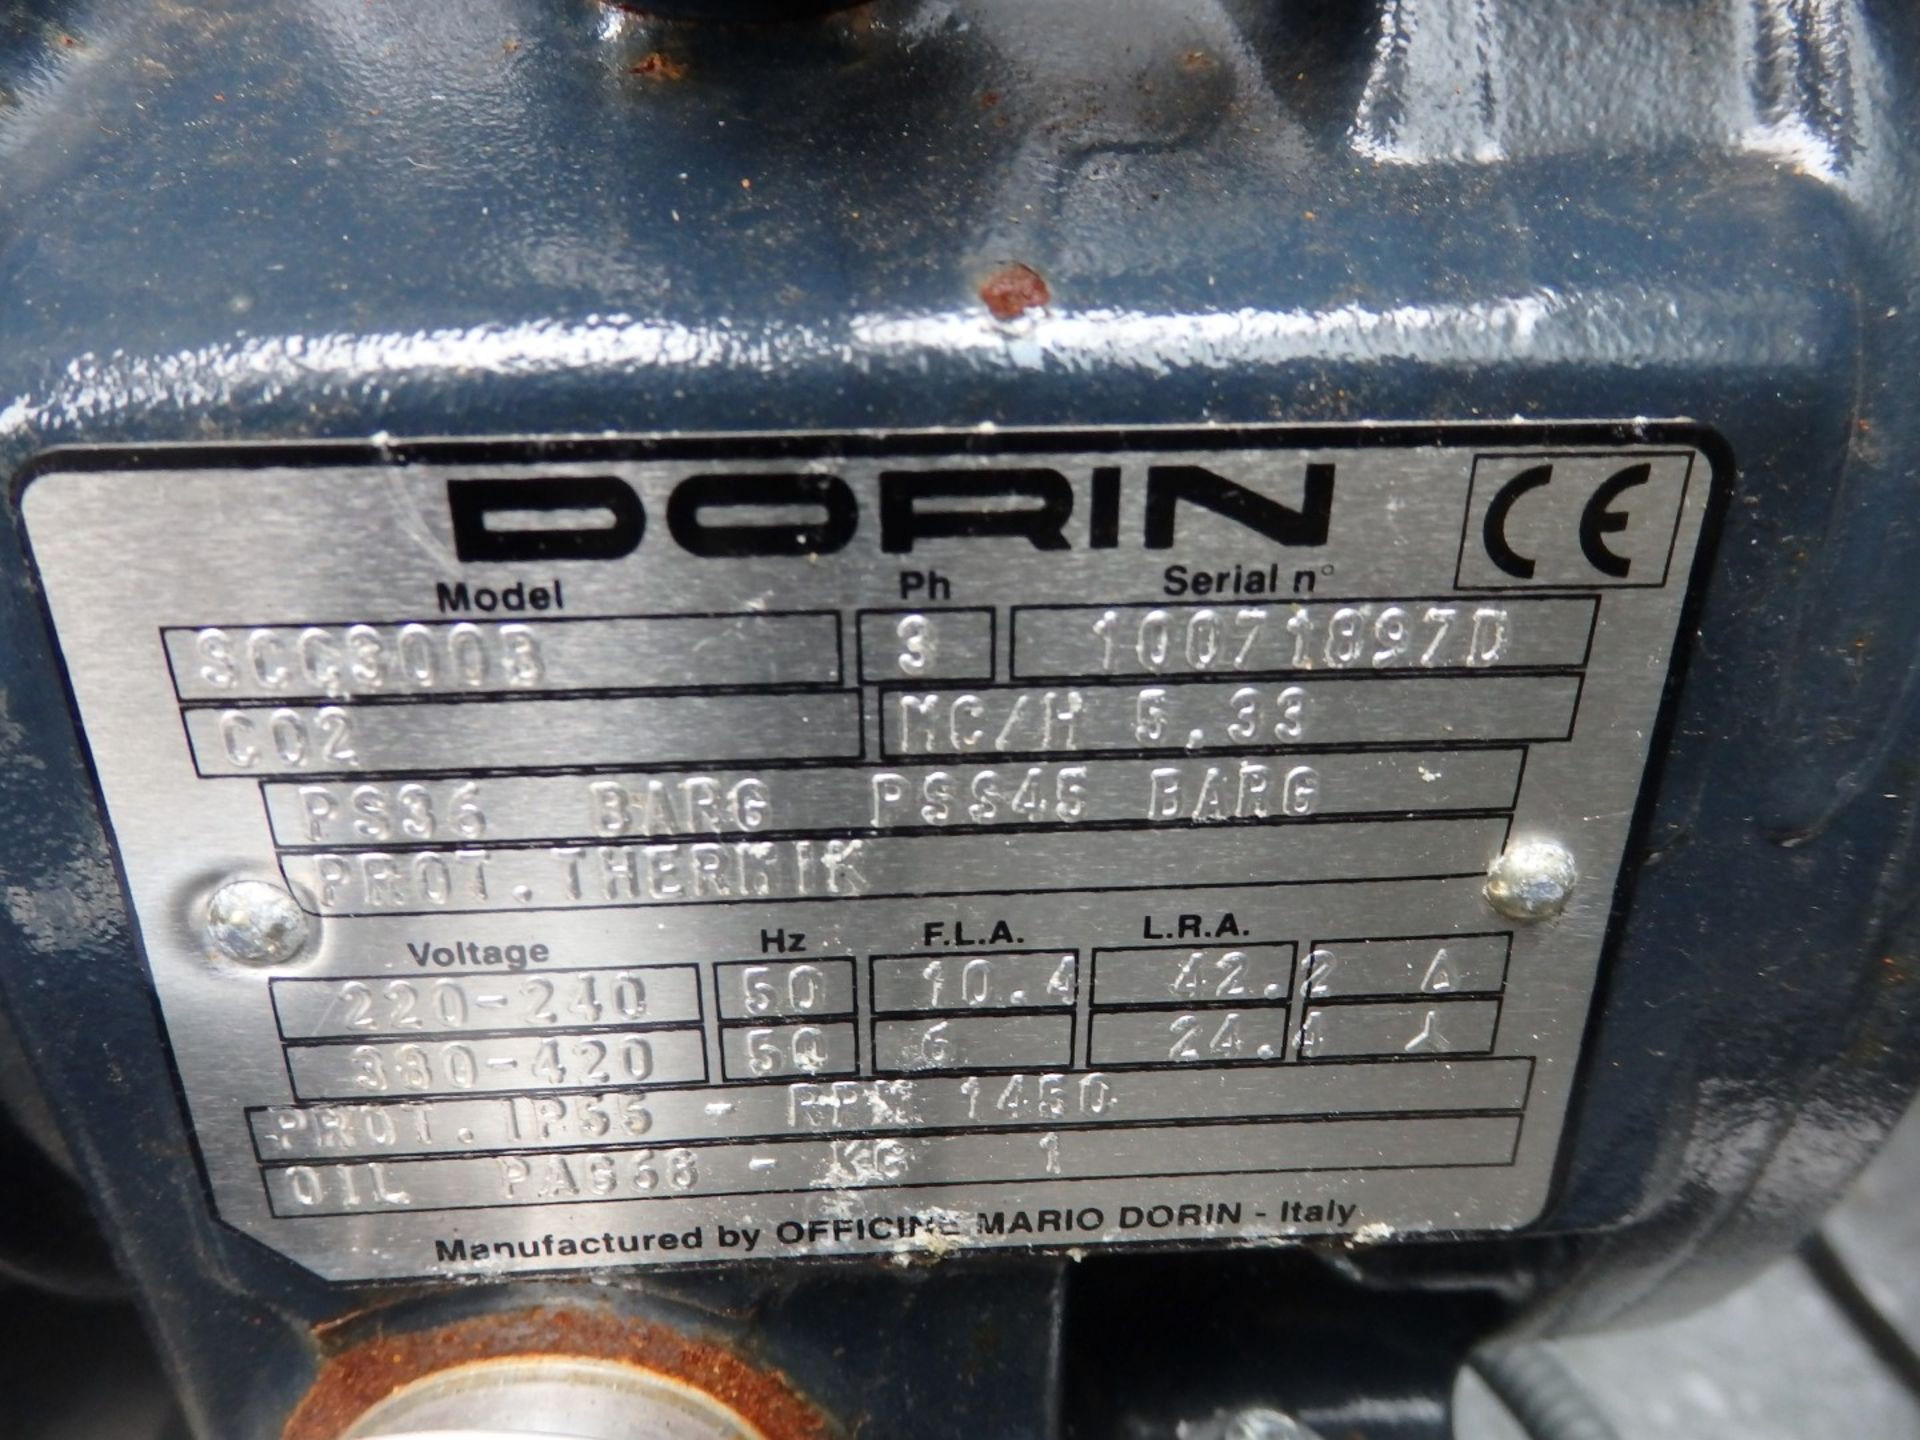 DORIN CE
Model Ph Serial n°
SCC300B 3 10071897D
CO2 MC/H 5,33
PS36 BARG PSS45 BARG
PROT.THERMIK
Voltage Hz F.L.A. L.R.A.
220-240 50 10.4 42.2 Δ
380-420 50 6 24.4 Y
PROT.IP55 - RPM 1450
OIL PAG68 - KG 1
Manufactured by OFFICINE MARIO DORIN - Italy